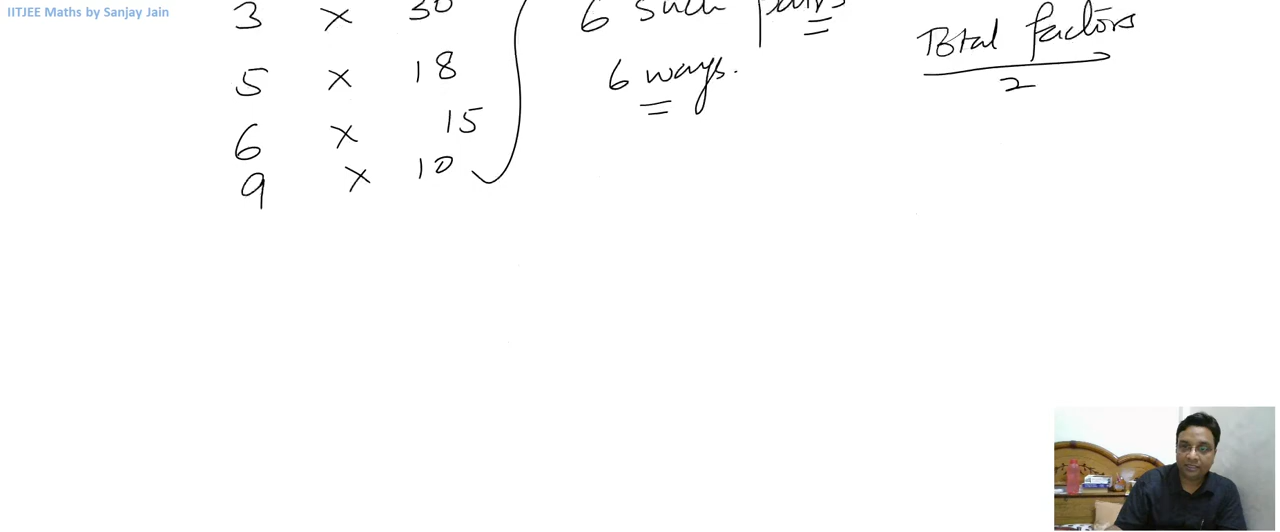 IITJEE Maths by Sanjay Jain
3 × 30
5 × 18
6 × 15
9 × 10
6 such pairs
6 ways.
Total factors
2